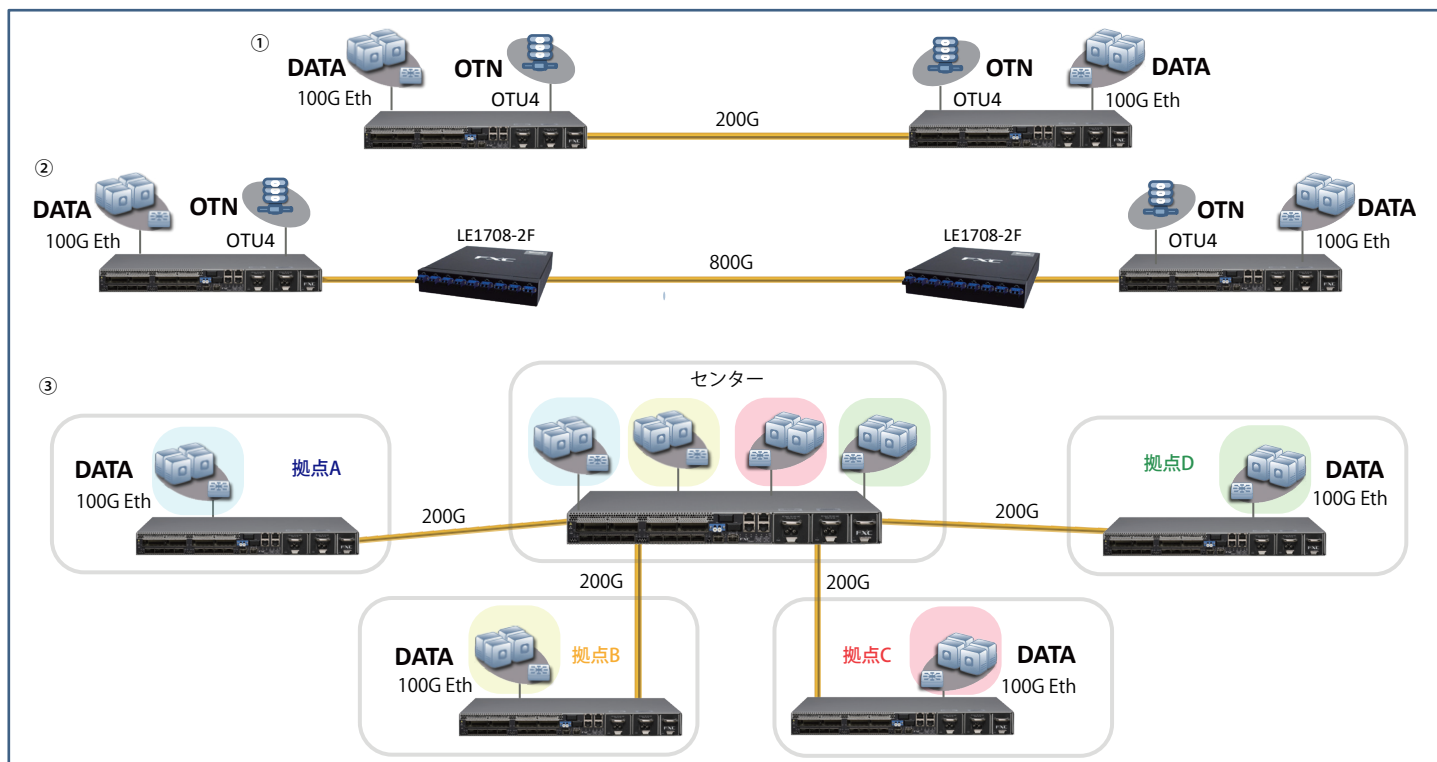 ①
DATA
100G Eth
OTN
OTU4
200G
OTN
OTU4
DATA
100G Eth
②
DATA
100G Eth
OTN
OTU4
LE1708-2F
FXC
800G
LE1708-2F
FXC
OTN
OTU4
DATA
100G Eth
③
センター
DATA
100G Eth
拠点A
200G
FXC
200G
拠点D
DATA
100G Eth
200G
200G
DATA
100G Eth
拠点B
拠点C
DATA
100G Eth